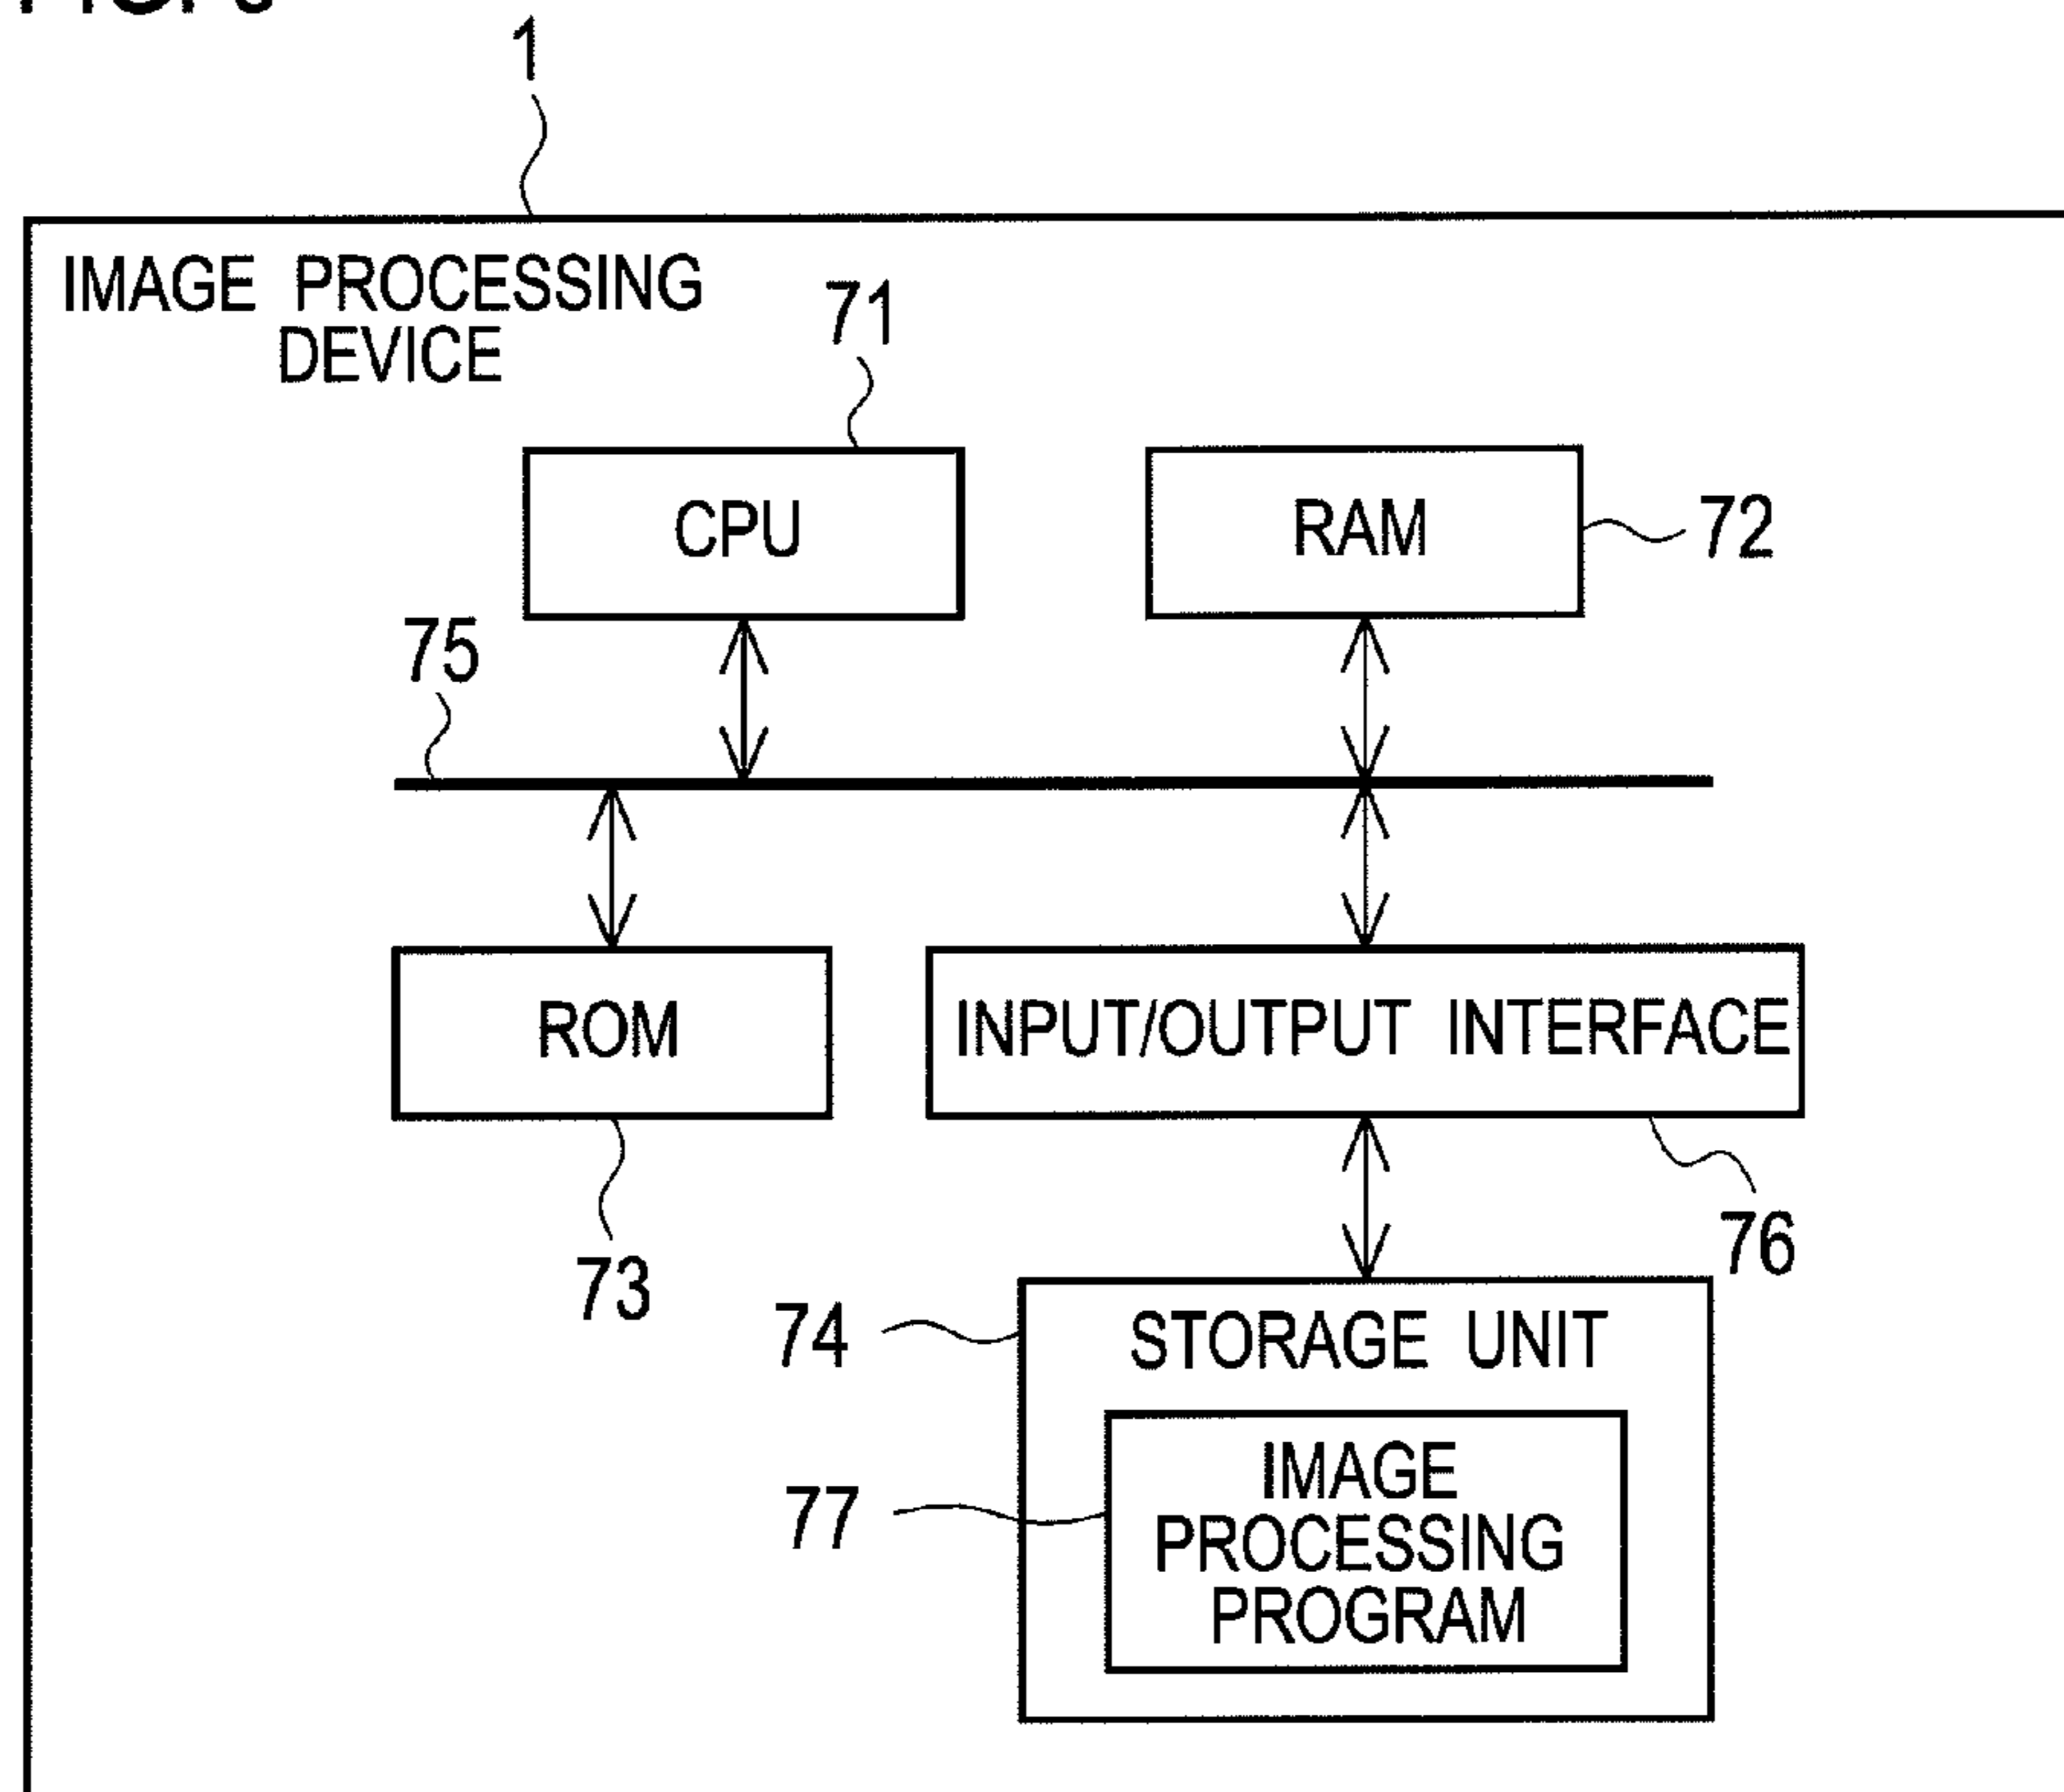 1
IMAGE PROCESSING
DEVICE
71
CPU
RAM
72
75
ROM
INPUT/OUTPUT INTERFACE
73
76
74
STORAGE UNIT
77
IMAGE
PROCESSING
PROGRAM